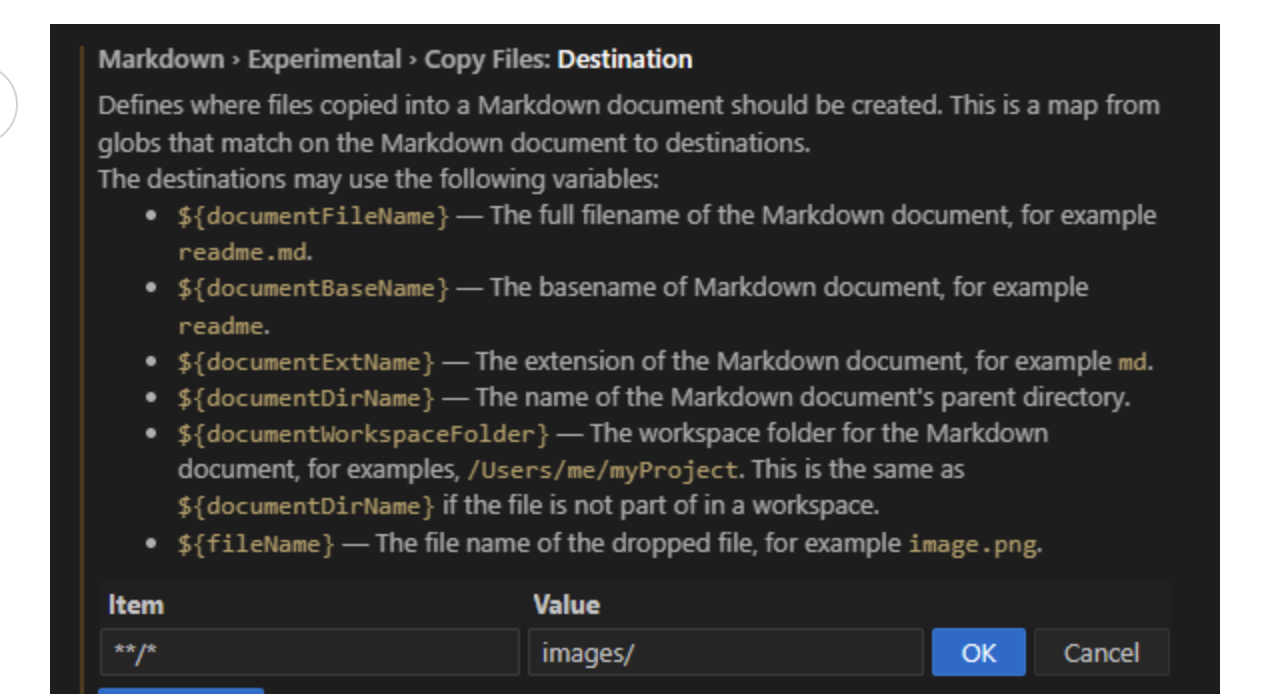 Markdown › Experimental › Copy Files: Destination
Defines where files copied into a Markdown document should be created. This is a map from
globs that match on the Markdown document to destinations.
The destinations may use the following variables:
• ${documentFileName} — The full filename of the Markdown document, for example
readme.md.
• ${documentBaseName} — The basename of Markdown document, for example
readme.
• ${documentExtName} — The extension of the Markdown document, for example md.
• ${documentDirName} — The name of the Markdown document's parent directory.
• ${documentWorkspaceFolder} — The workspace folder for the Markdown
document, for examples, /Users/me/myProject. This is the same as
${documentDirName} if the file is not part of in a workspace.
• ${fileName} — The file name of the dropped file, for example image.png.
Item Value
**/* images/ OK Cancel